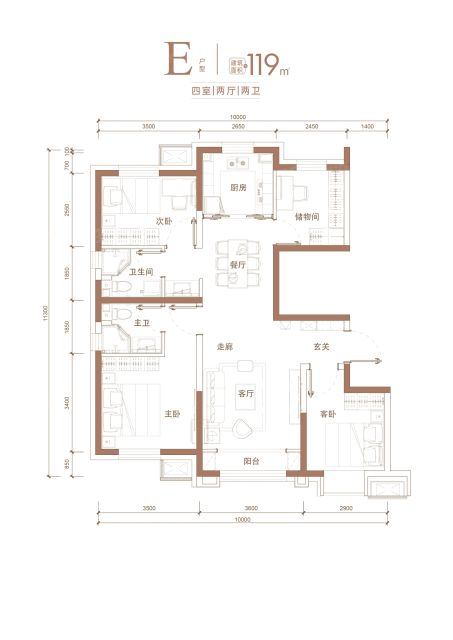 E 户型 建筑面积 119㎡
四室|两厅|两卫
10000
3500 2650 2450 1400
100
700
厨房
储物间
2550
次卧
餐厅
1950
卫生间
11300
主卫
1850
走廊
玄关
3400
客厅
主卧
客卧
850
阳台
3500 3600 2900
10000